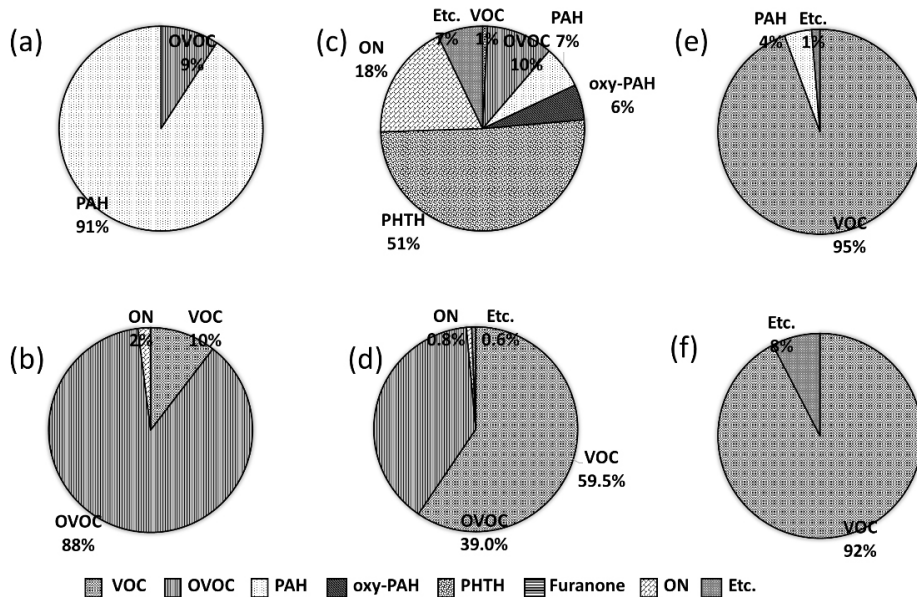 (a)
OVOC
9%
PAH
91%
(c)
Etc.
7%
VOC
1%
OVOC
10%
PAH
7%
oxy-PAH
6%
ON
18%
PHTH
51%
(e)
PAH
4%
Etc.
1%
VOC
95%
(b)
ON
2%
VOC
10%
OVOC
88%
(d)
ON
0.8%
Etc.
0.6%
VOC
59.5%
OVOC
39.0%
(f)
Etc.
8%
VOC
92%
VOC OVOC PAH oxy-PAH PHTH Furanone ON Etc.